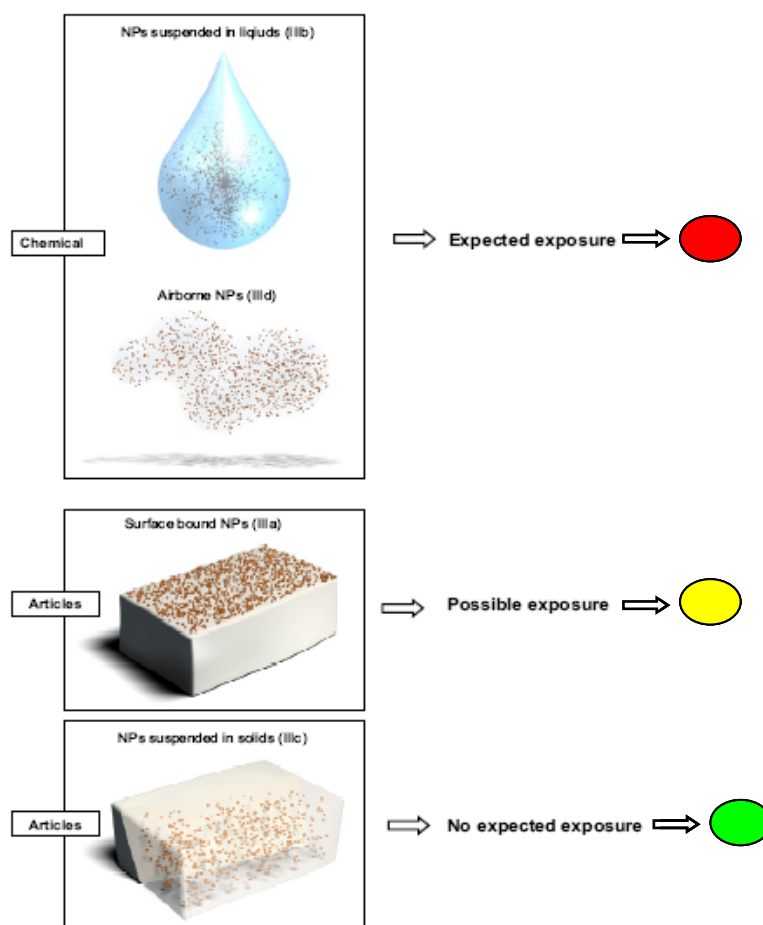 NPs suspended in liqiuds (IIIb)
Chemical
Expected exposure
Airborne NPs (IIId)
Surface bound NPs (IIIa)
Articles
Possible exposure
NPs suspended in solids (IIIc)
Articles
No expected exposure